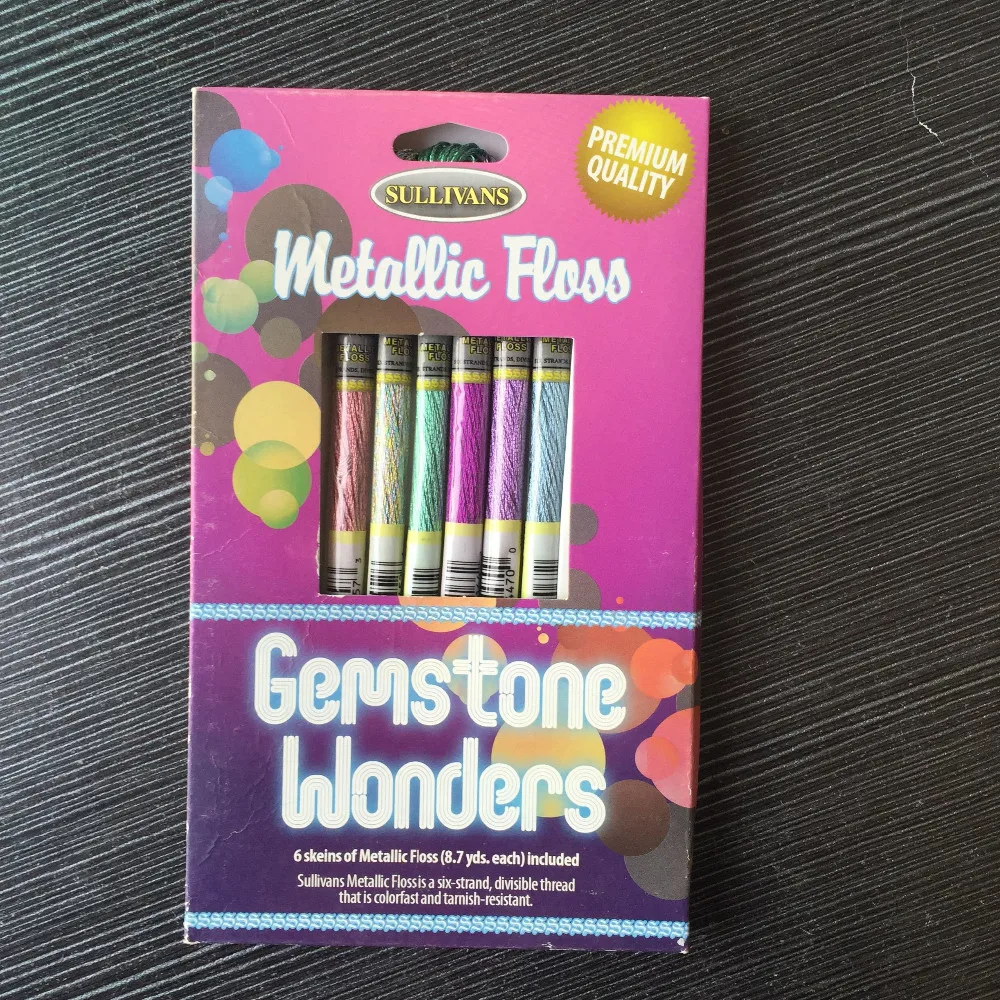 PREMIUM
QUALITY
SULLIVANS
Metallic Floss
FLOSS
Gemstone
Wonders
6 skeins of Metallic Floss (8.7 yds. each) included
Sullivans Metallic Floss is a six-strand, divisible thread
that is colorfast and tarnish-resistant.